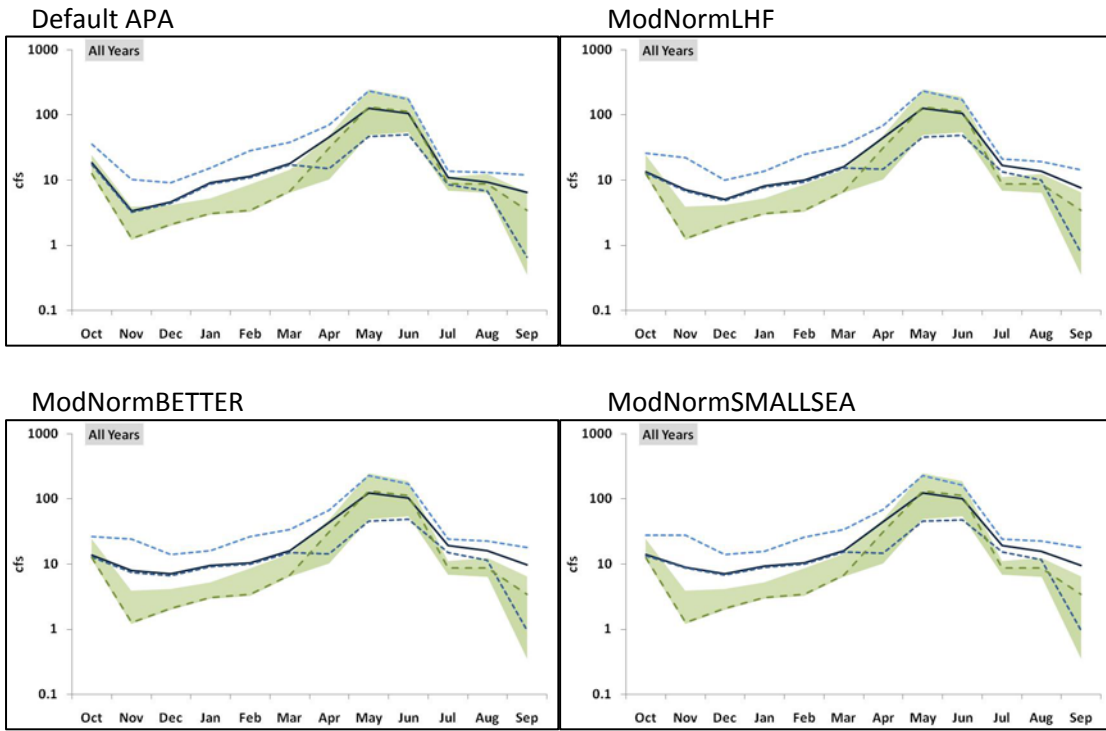 Default APA
All Years
1000
100
10
1
0.1
cfs
Oct Nov Dec Jan Feb Mar Apr May Jun Jul Aug Sep
ModNormLHF
All Years
1000
100
10
1
0.1
cfs
Oct Nov Dec Jan Feb Mar Apr May Jun Jul Aug Sep
ModNormBETTER
All Years
1000
100
10
1
0.1
cfs
Oct Nov Dec Jan Feb Mar Apr May Jun Jul Aug Sep
ModNormSMALLSEA
All Years
1000
100
10
1
0.1
cfs
Oct Nov Dec Jan Feb Mar Apr May Jun Jul Aug Sep